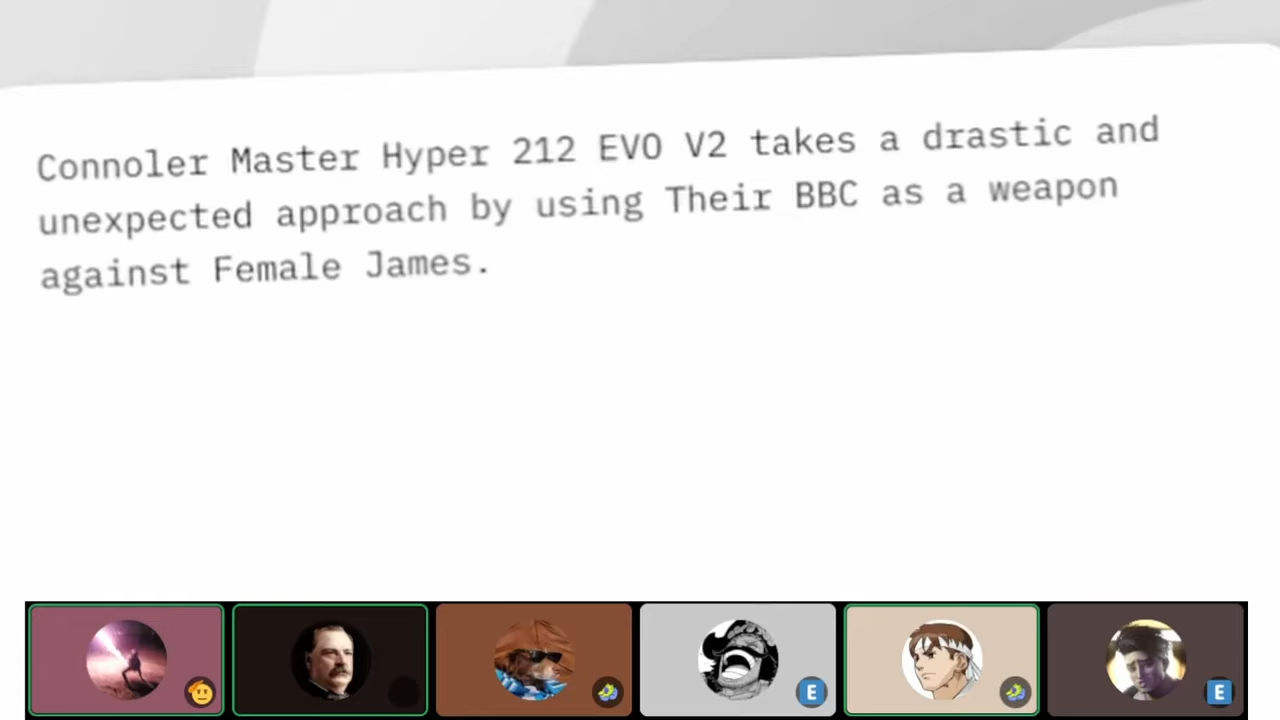 Connoler Master Hyper 212 EVO V2 takes a drastic and
unexpected approach by using Their BBC as a weapon
against Female James.
E
E